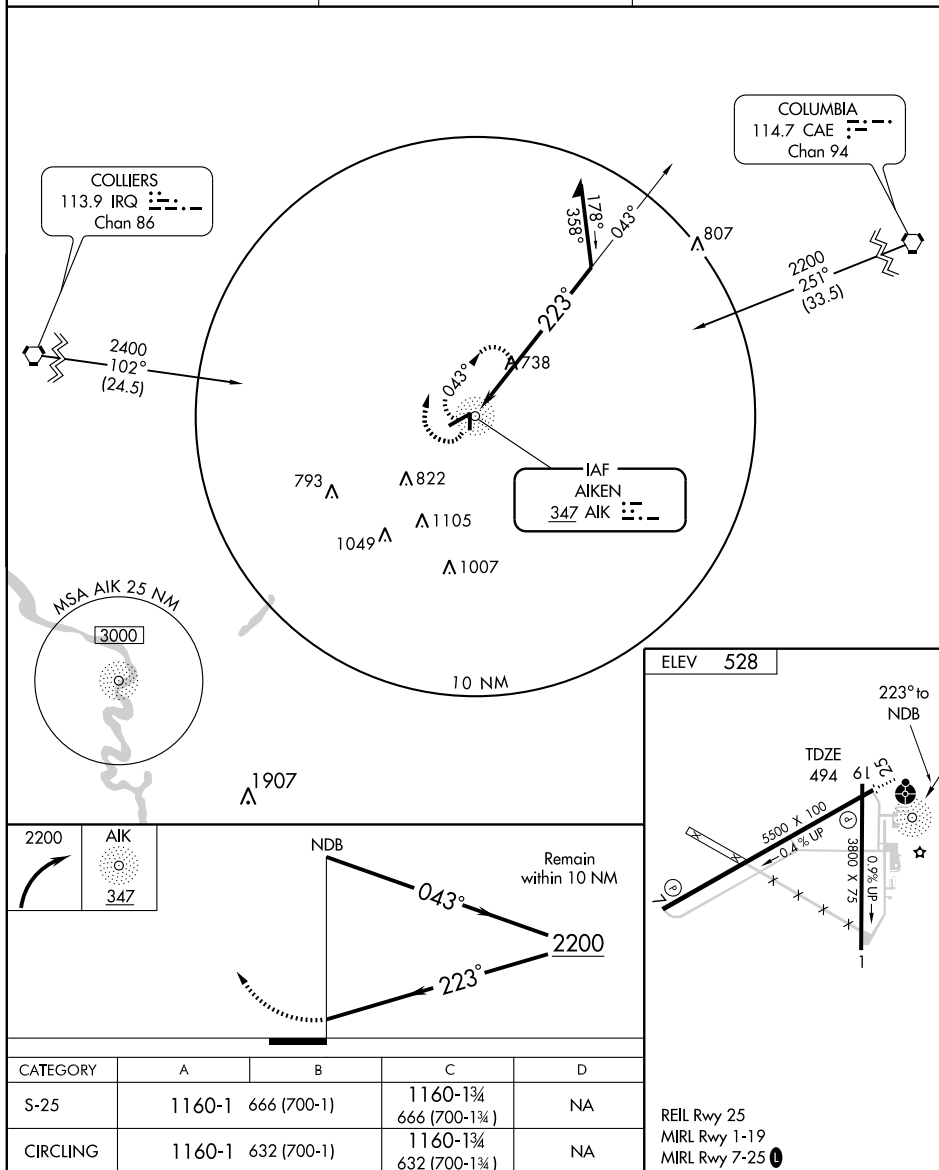 COLUMBIA
114.7 CAE
Chan 94
COLLIERS
113.9 IRQ
Chan 86
178°
358°
043°
807
2200
251°
(33.5)
223°
2400
102°
(24.5)
738
043°
IAF
AIKEN
347 AIK
793
822
1105
1049
1007
MSA AIK 25 NM
3000
10 NM
1907
ELEV 528
223° to
NDB
TDZE
494
19
25
5500 X 100
0.4% UP
P
3800 X 75
0.9% UP
P
7
1
2200
AIK
347
NDB
Remain
within 10 NM
043°
2200
223°
CATEGORY A B C D
S-25 1160-1 666 (700-1) 1160-1¾ 666 (700-1¾) NA
CIRCLING 1160-1 632 (700-1) 1160-1¾ 632 (700-1¾) NA
REIL Rwy 25
MIRL Rwy 1-19
MIRL Rwy 7-25 L